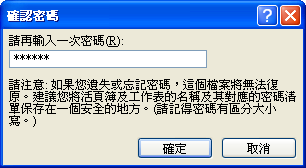 確認密碼
請再輸入一次密碼(R):
******
請注意: 如果您遺失或忘記密碼，這個檔案將無法復
原。建議您將活頁簿及工作表的名稱及其對應的密碼清
單保存在一個安全的地方。(請記得密碼有區分大小
寫。)
確定
取消